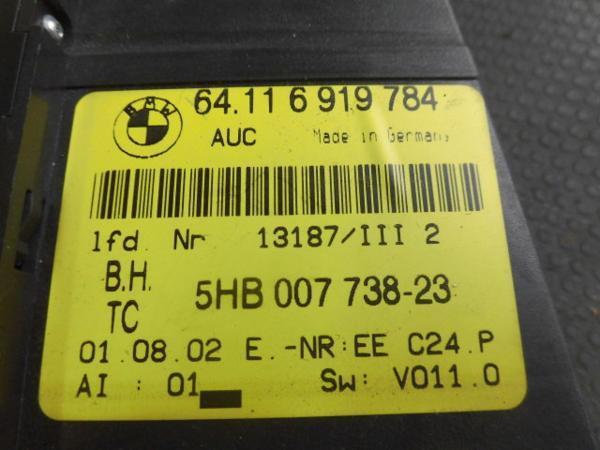 BMW
64.11 6 919 784
AUC Made in Germany
lfd. Nr 13187/III 2
B.H. 5HB 007 738-23
TC
01.08.02 E.-NR:EE C24.P
AI : 01 Sw: V011.0